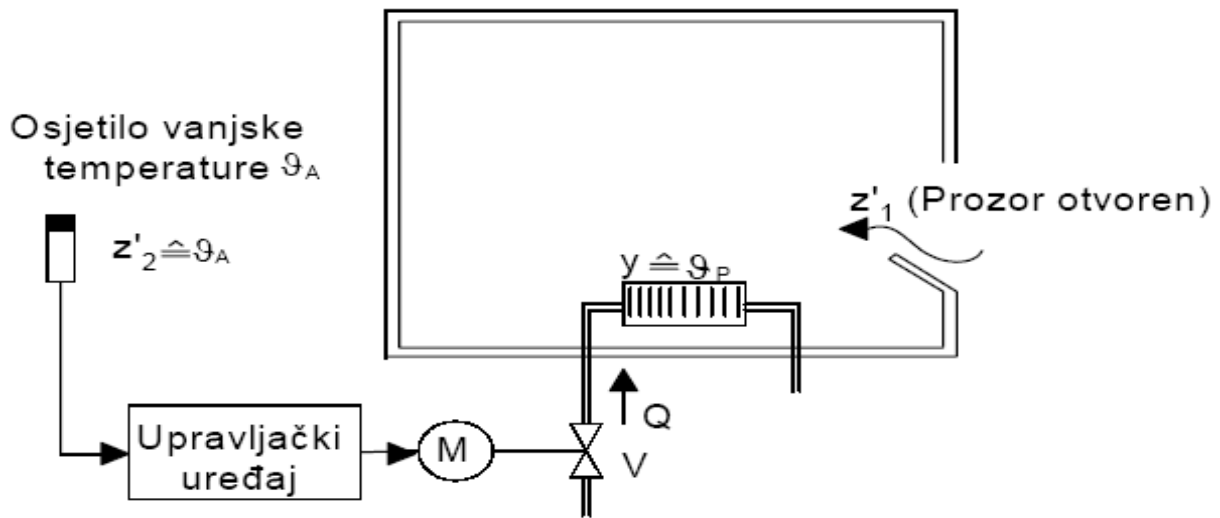 Osjetilo vanjske
temperature ϑA
z'2 ≙ ϑA
z'1 (Prozor otvoren)
y ≙ ϑP
Q
Upravljački
uređaj
M
V